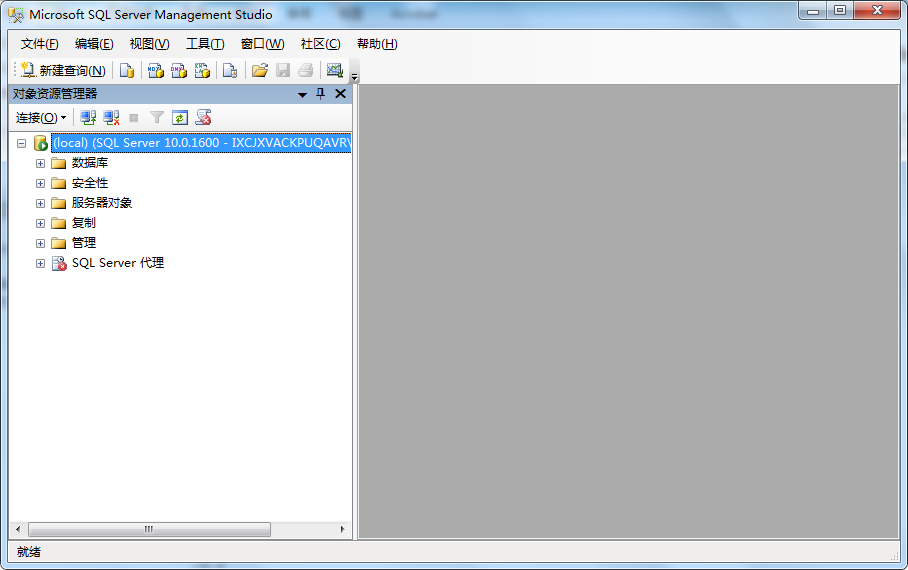 Microsoft SQL Server Management Studio
文件(F) 编辑(E) 视图(V) 工具(T) 窗口(W) 社区(C) 帮助(H)
新建查询(N)
对象资源管理器
连接(O)
(local) (SQL Server 10.0.1600 - IXCJXVACKPUQAVR\
数据库
安全性
服务器对象
复制
管理
SQL Server 代理
就绪